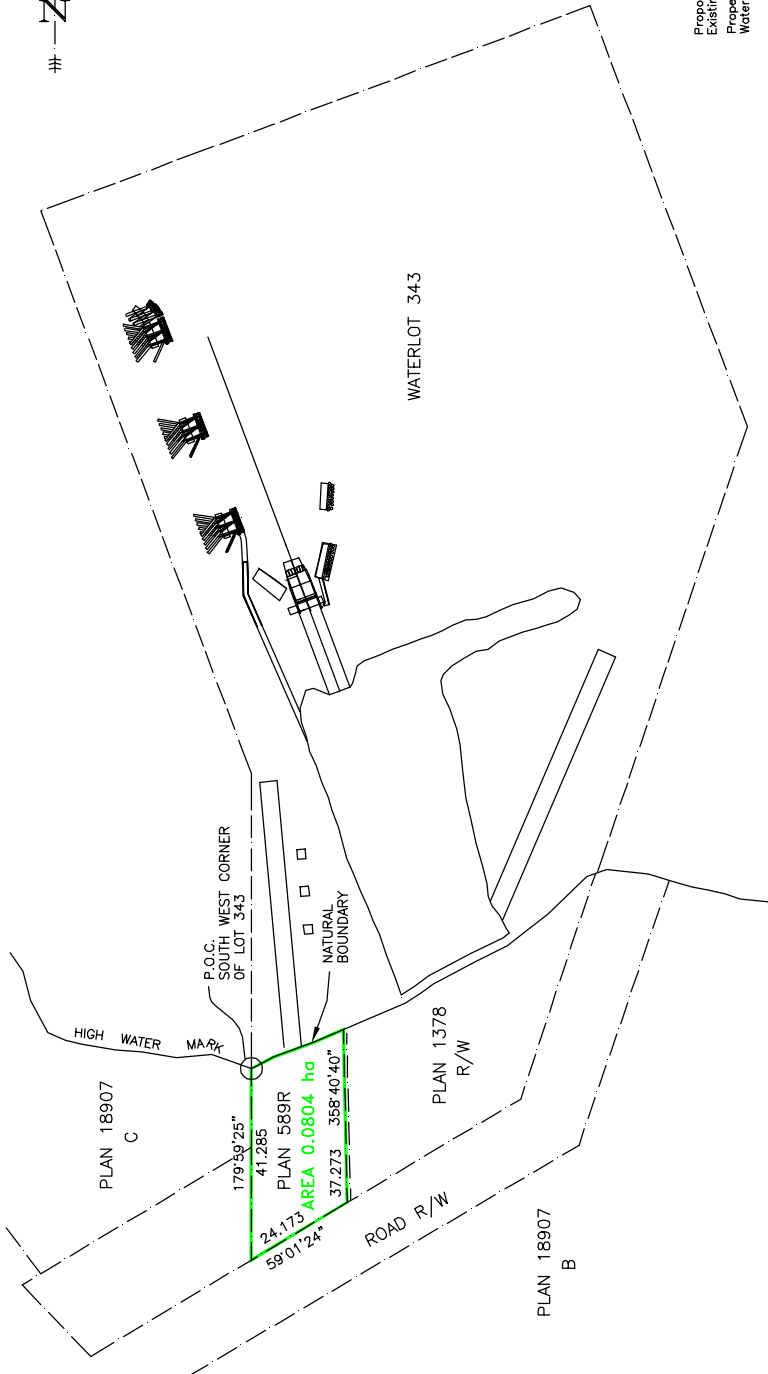 N
WATERLOT 343
P.O.C.
SOUTH WEST CORNER
OF LOT 343
NATURAL
BOUNDARY
HIGH WATER MARK
PLAN 18907
C
179°59'25"
41.285
PLAN 589R
AREA 0.0804 ha
37.273 358°40'40"
24.173
59°01'24"
PLAN 1378
R/W
ROAD R/W
PLAN 18907
B